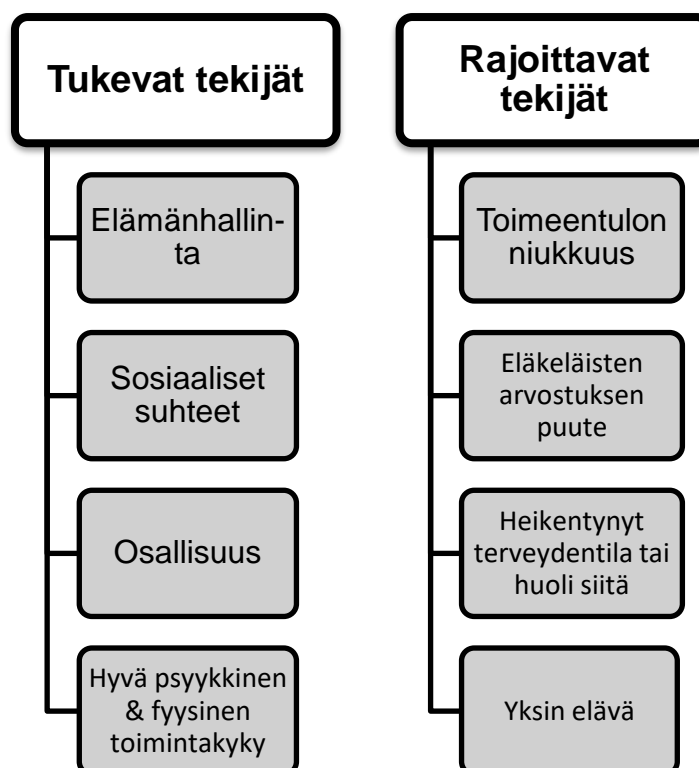 Tukevat tekijät
Elämänhallin-
ta
Sosiaaliset
suhteet
Osallisuus
Hyvä psyykkinen
& fyysinen
toimintakyky
Rajoittavat
tekijät
Toimeentulon
niukkuus
Eläkeläisten
arvostuksen
puute
Heikentynyt
terveydentila tai
huoli siitä
Yksin elävä